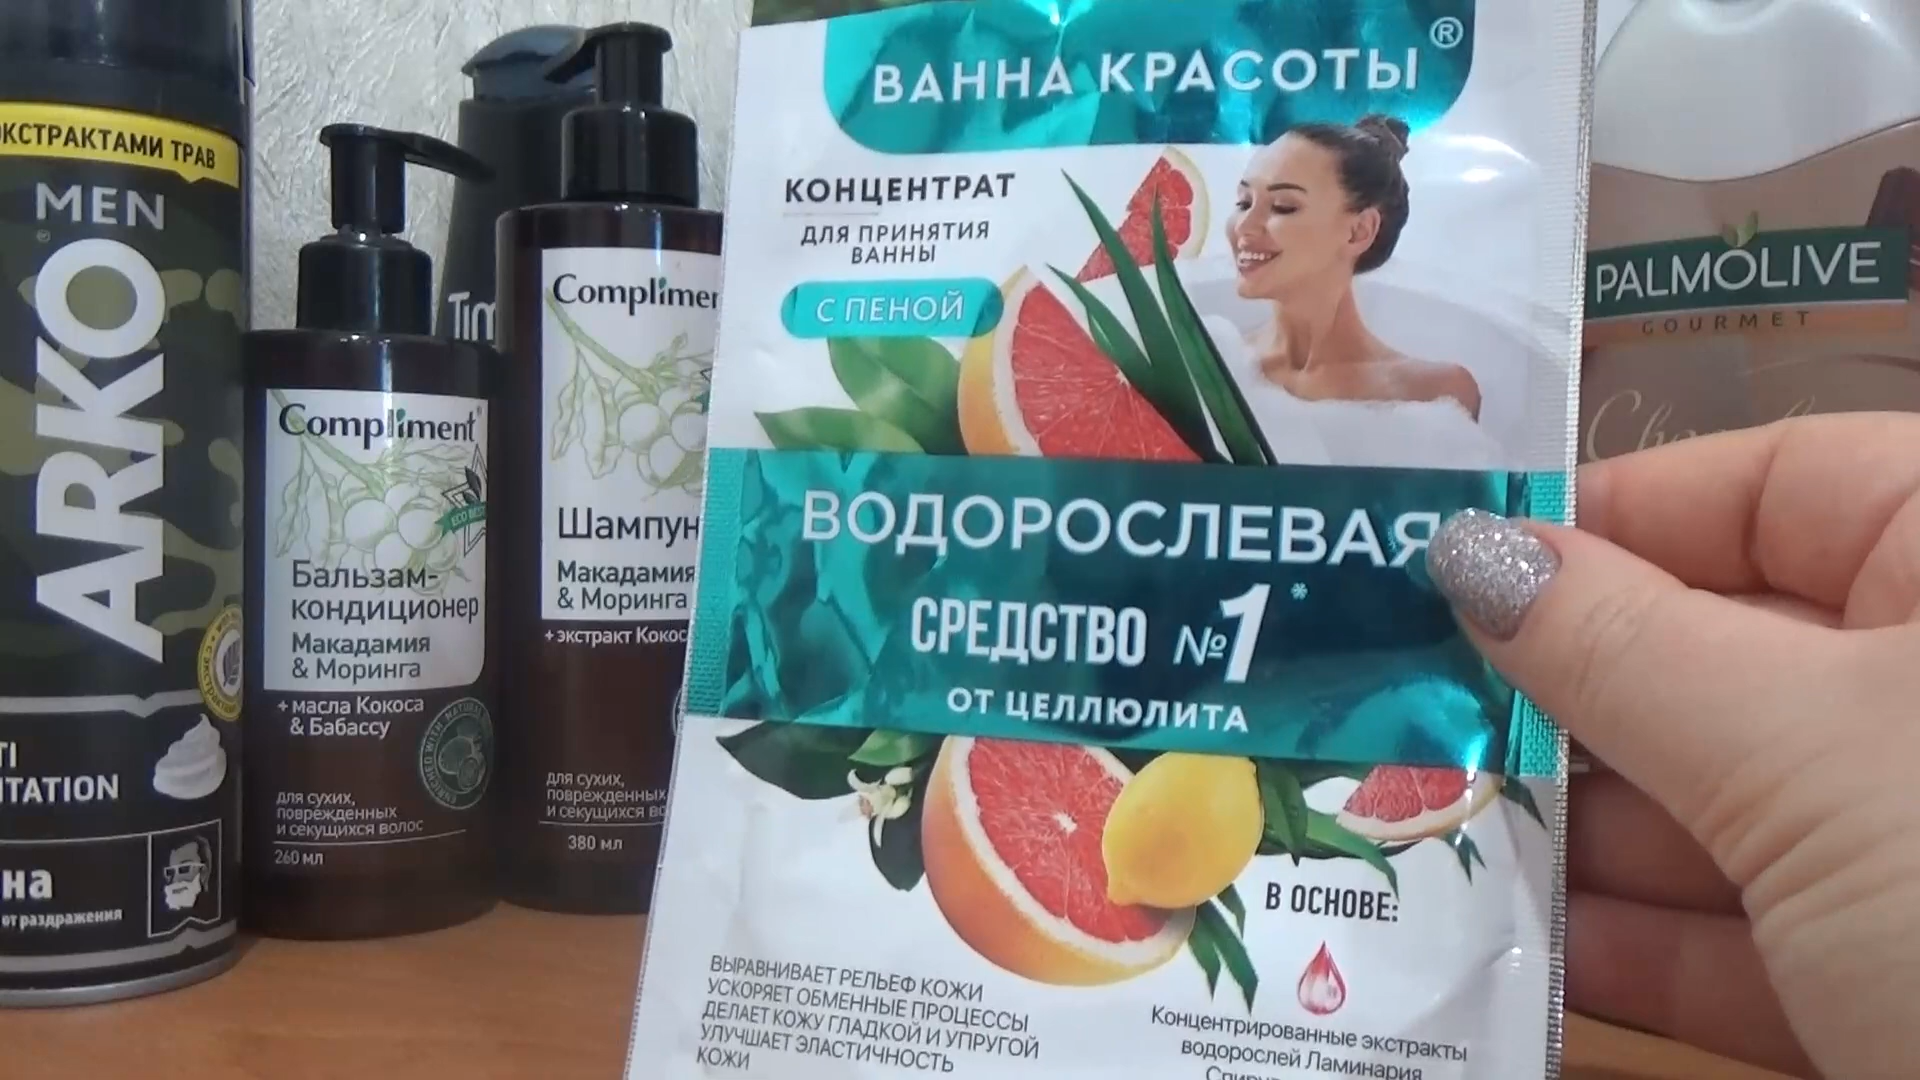 ЭКСТРАКТАМИ ТРАВ
MEN
ARKO
®
ITATION
на
от раздражения
Compliment
Бальзам-
кондиционер
Макадамия
& Моринга
+ масла Кокоса
& Бабассу
для сухих,
поврежденных
и секущихся волос
260 мл
Tim
Complimen
Шампун
Макадамия
& Моринга
+ экстракт Кокос
для сухих,
поврежденных
и секущихся во
380 мл
ВАННА КРАСОТЫ ®
КОНЦЕНТРАТ
ДЛЯ ПРИНЯТИЯ
ВАННЫ
С ПЕНОЙ
ВОДОРОСЛЕВАЯ
СРЕДСТВО №1*
ОТ ЦЕЛЛЮЛИТА
В ОСНОВЕ:
ВЫРАВНИВАЕТ РЕЛЬЕФ КОЖИ
УСКОРЯЕТ ОБМЕННЫЕ ПРОЦЕССЫ
ДЕЛАЕТ КОЖУ ГЛАДКОЙ И УПРУГОЙ
УЛУЧШАЕТ ЭЛАСТИЧНОСТЬ
КОЖИ
Концентрированные экстракты
водорослей Ламинария
PALMOLIVE
GOURMET